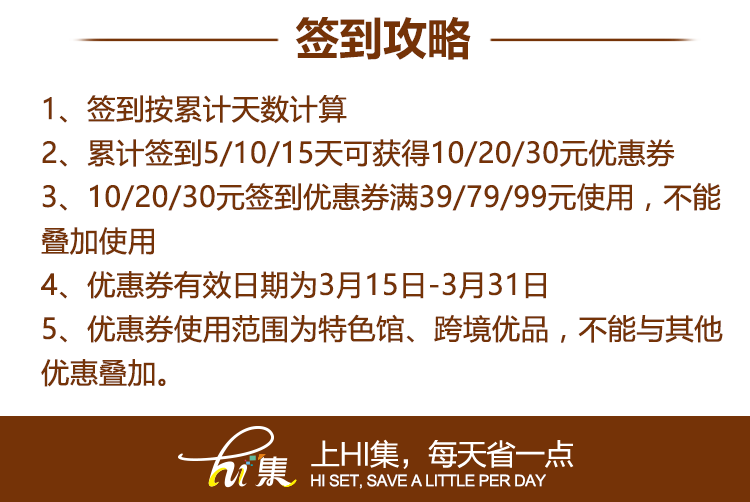 签到攻略
1、签到按累计天数计算
2、累计签到5/10/15天可获得10/20/30元优惠券
3、10/20/30元签到优惠券满39/79/99元使用，不能
叠加使用
4、优惠券有效日期为3月15日-3月31日
5、优惠券使用范围为特色馆、跨境优品，不能与其他
优惠叠加。
hi集
上HI集，每天省一点
HI SET, SAVE A LITTLE PER DAY